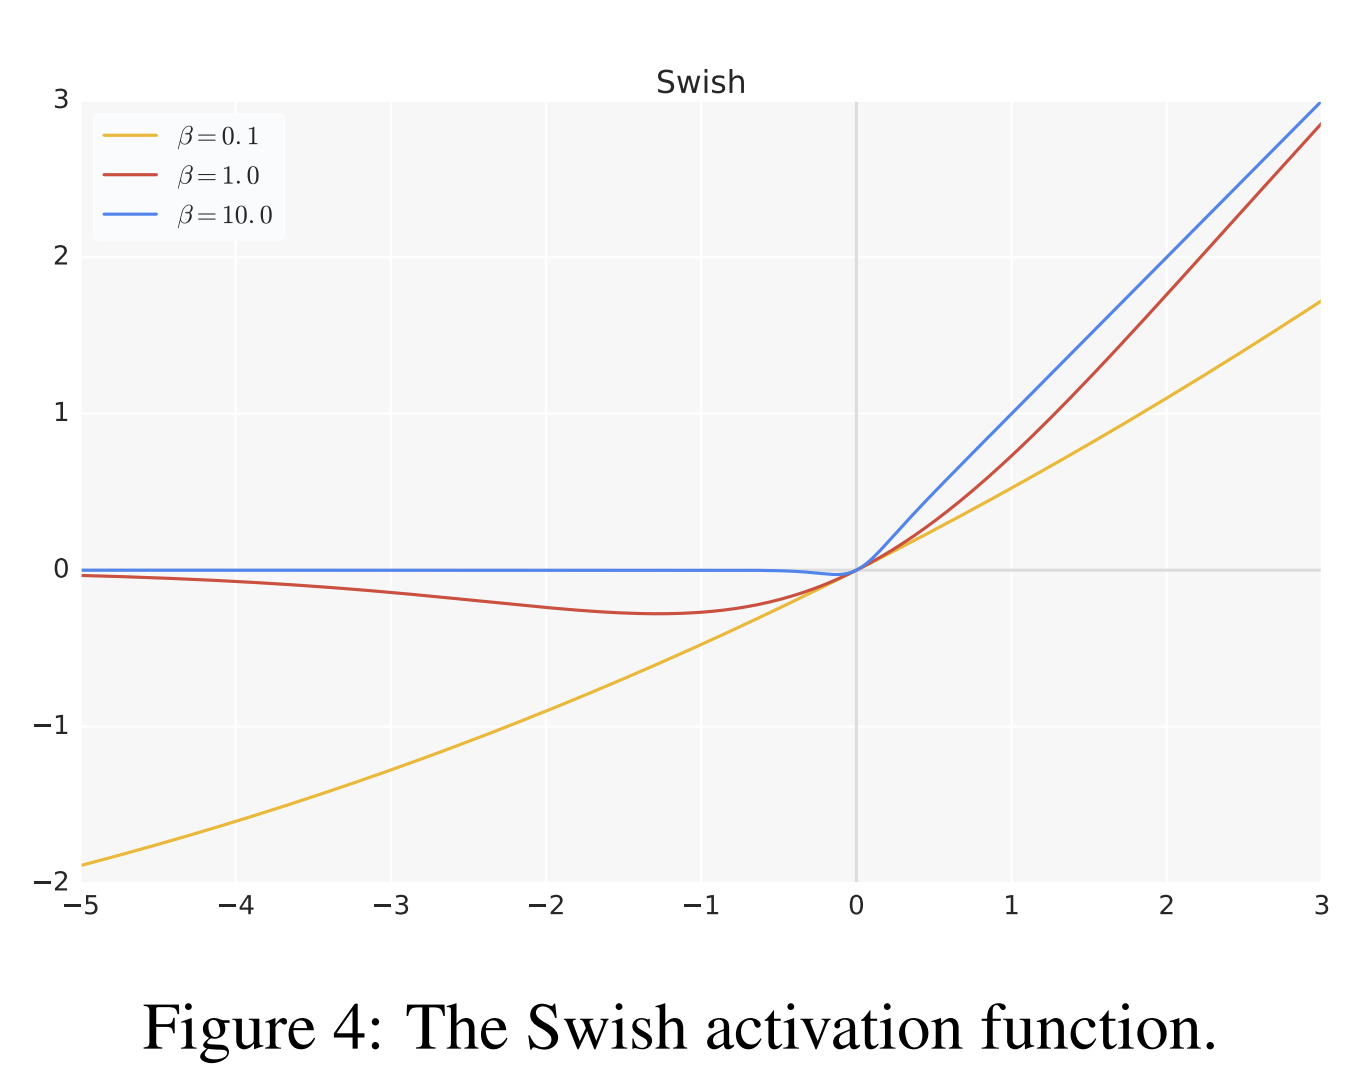 Swish
3
β = 0.1
β = 1.0
β = 10.0
2
1
0
−1
−2
−5 −4 −3 −2 −1 0 1 2 3
Figure 4: The Swish activation function.